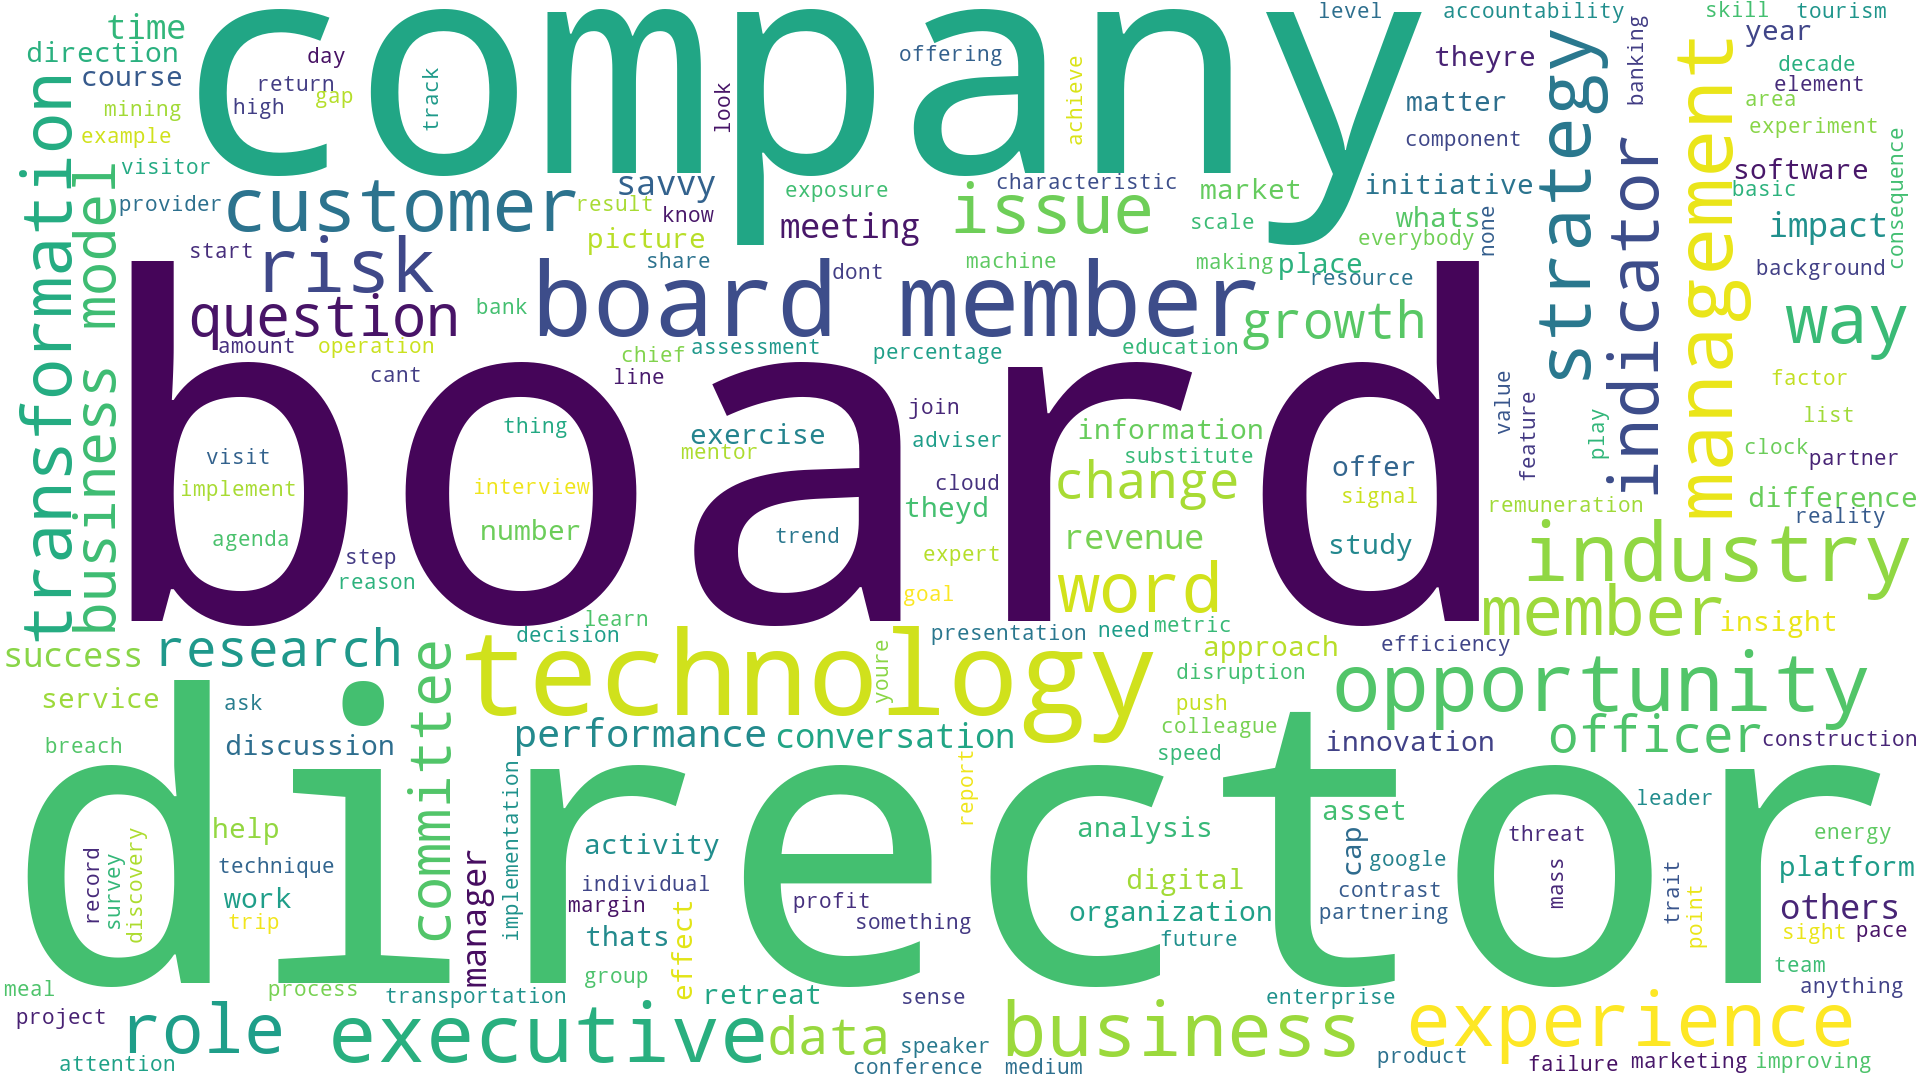 company
time
direction
course
day
return
high
gap
track
look
offering
achieve
level
accountability
skill
tourism
theyre
banking
year
decade
element
mining
example
matter
area
component
experiment
strategy
management
indicator
transformation
business model
visitor
provider
customer
savvy
result
know
exposure
characteristic
market
initiative
software
basic
consequence
picture
meeting
issue
scale
whats
everybody
none
impact
start
risk
share
dont
machine
making
place
resource
background
question
bank
board member
growth
way
amount
operation
chief
assessment
percentage
education
cant
line
factor
board
thing
exercise
mentor
join
adviser
information
substitute
value
feature
play
list
clock
partner
visit
implement
interview
cloud
change
offer
signal
difference
remuneration
reality
agenda
number
trend
theyd
revenue
study
step
reason
expert
industry
goal
word
member
insight
learn
decision
presentation
need
metric
efficiency
success
research
committee
technology
youre
approach
disruption
opportunity
service
ask
push
colleague
breach
discussion
performance
conversation
speed
innovation
officer
construction
director
report
implementation
leader
help
activity
analysis
asset
threat
energy
record
survey
discovery
technique
work
trip
manager
individual
margin
profit
something
digital
organization
future
cap
google
contrast
partnering
mass
trait
point
platform
others
sight
pace
thats
effect
group
team
anything
meal
process
transportation
retreat
sense
enterprise
project
role
executive
data
speaker
business
experience
attention
conference
medium
product
failure
marketing
improving